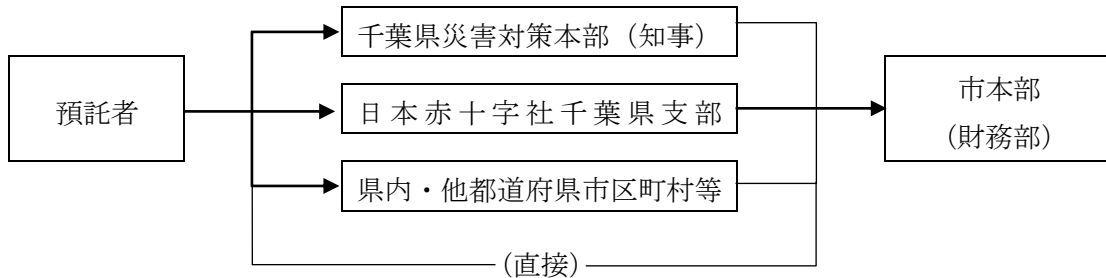 預託者
千葉県災害対策本部（知事）
日本赤十字社千葉県支部
県内・他都道府県市区町村等
(直接)
市本部
（財務部）